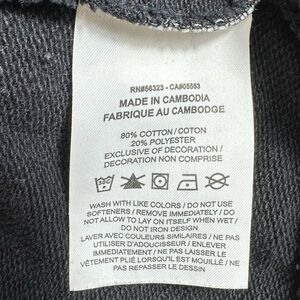 RN#56323 - CA#05553
MADE IN CAMBODIA
FABRIQUE AU CAMBODGE
80% COTTON / COTON
20% POLYESTER
EXCLUSIVE OF DECORATION /
DECORATION NON COMPRISE
WASH WITH LIKE COLORS / DO NOT USE
SOFTENERS / REMOVE IMMEDIATELY / DO
NOT ALLOW TO LAY ON ITSELF WHEN WET /
DO NOT IRON DESIGN
LAVER AVEC COULEURS SIMILAIRES / NE PAS
UTILISER D'ADOUCISSEUR / ENLEVER
IMMEDIATEMENT / NE PAS LAISSER LE
VÊTEMENT PLIÉ LORSQU'IL EST MOUILLÉ / NE
PAS REPASSER LE DESSIN